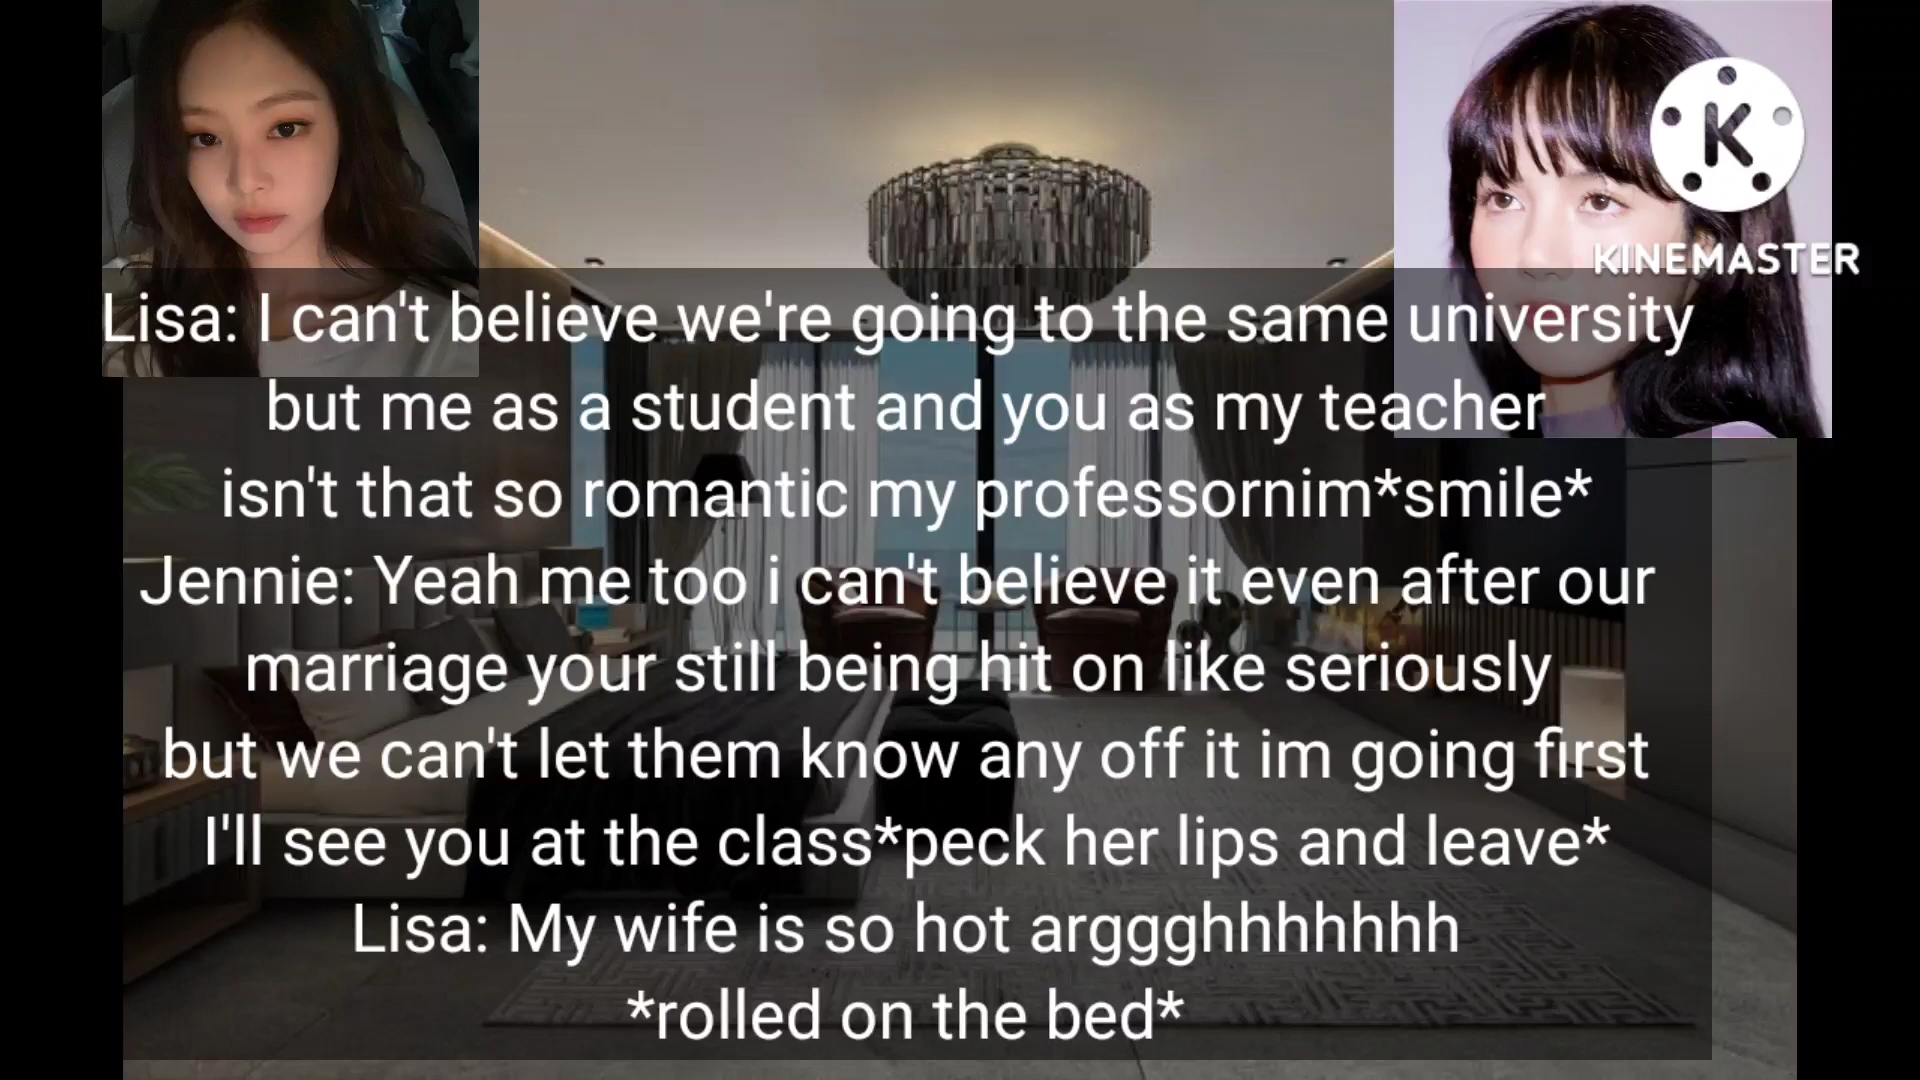 K
KINEMASTER
Lisa: I can't believe we're going to the same university
but me as a student and you as my teacher
isn't that so romantic my professornim*smile*
Jennie: Yeah me too i can't believe it even after our
marriage your still being hit on like seriously
but we can't let them know any off it im going first
I'll see you at the class*peck her lips and leave*
Lisa: My wife is so hot arggghhhhhhh
*rolled on the bed*